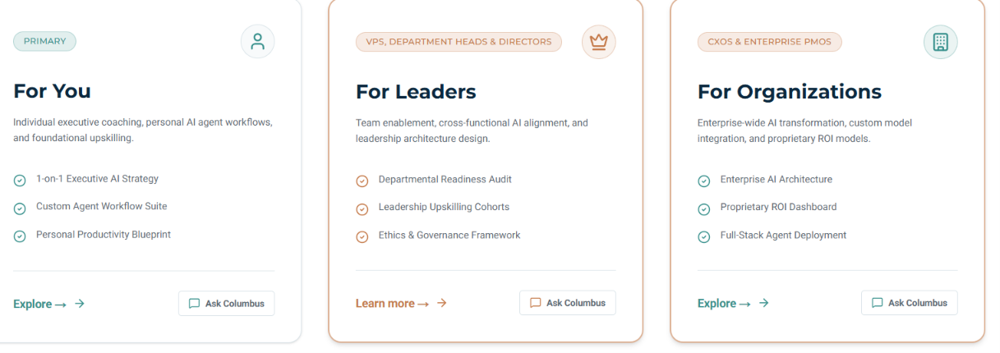 PRIMARY
For You
Individual executive coaching, personal AI agent workflows,
and foundational upskilling.
1-on-1 Executive AI Strategy
Custom Agent Workflow Suite
Personal Productivity Blueprint
Explore → →
Ask Columbus
VPS, DEPARTMENT HEADS & DIRECTORS
For Leaders
Team enablement, cross-functional AI alignment, and
leadership architecture design.
Departmental Readiness Audit
Leadership Upskilling Cohorts
Ethics & Governance Framework
Learn more → →
Ask Columbus
CXOS & ENTERPRISE PMOS
For Organizations
Enterprise-wide AI transformation, custom model
integration, and proprietary ROI models.
Enterprise AI Architecture
Proprietary ROI Dashboard
Full-Stack Agent Deployment
Explore → →
Ask Columbus